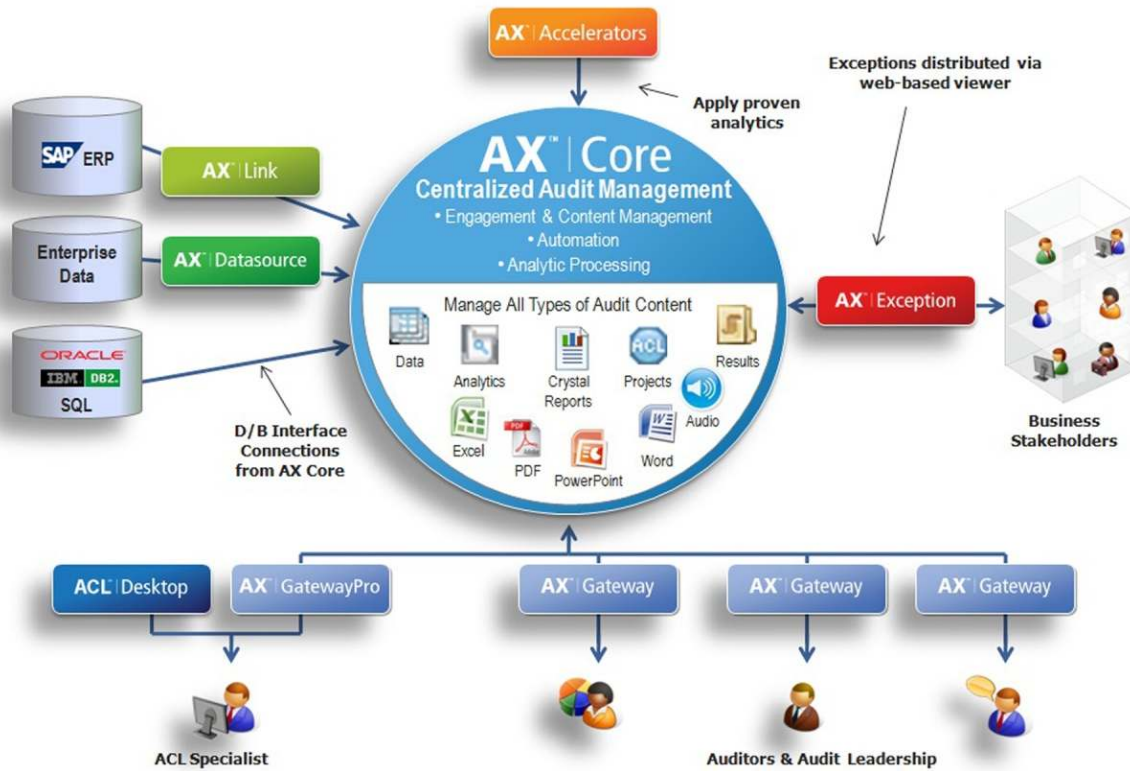 AX™ | Accelerators
Exceptions distributed via
web-based viewer
Apply proven
analytics
SAP ERP
AX™ | Link
Enterprise
Data
AX™ | Datasource
ORACLE
IBM DB2.
SQL
D/B Interface
Connections
from AX Core
AX™ | Core
Centralized Audit Management
• Engagement & Content Management
• Automation
• Analytic Processing
Manage All Types of Audit Content
Data
Analytics
Crystal
Reports
ACL
Projects
Results
Excel
PDF
PDF
PowerPoint
Word
Audio
AX™ | Exception
Business
Stakeholders
ACL | Desktop
AX™ | GatewayPro
AX™ | Gateway
AX™ | Gateway
AX™ | Gateway
ACL Specialist
Auditors & Audit Leadership